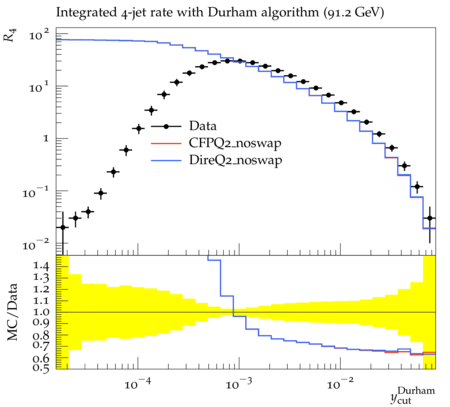 Integrated 4-jet rate with Durham algorithm (91.2 GeV)
R4
10^2
10^1
1
10^−1
10^−2
Data
CFPQ2_noswap
DireQ2_noswap
MC/Data
1.4
1.3
1.2
1.1
1.0
0.9
0.8
0.7
0.6
0.5
10^−4 10^−3 10^−2
y_cut^Durham